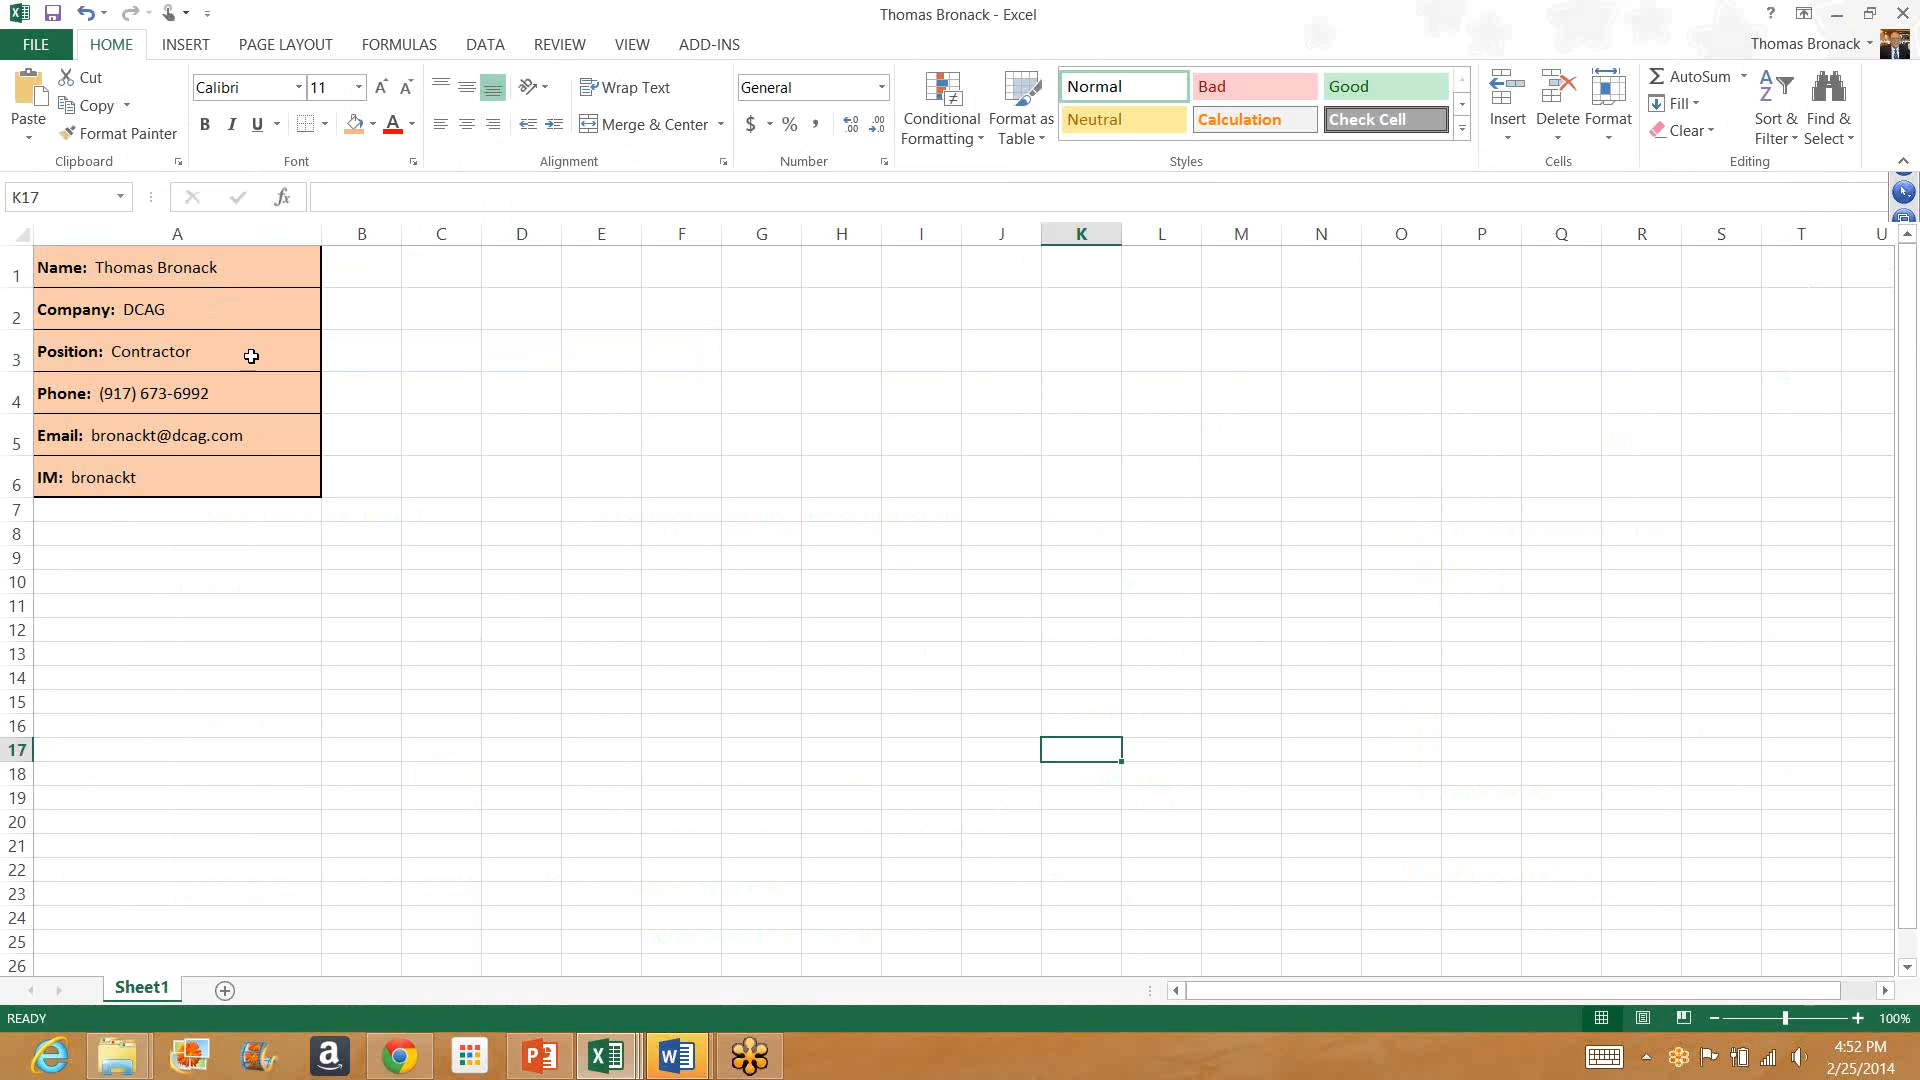 Thomas Bronack - Excel
FILE HOME INSERT PAGE LAYOUT FORMULAS DATA REVIEW VIEW ADD-INS
Thomas Bronack
Paste
Cut
Copy
Format Painter
Clipboard
Calibri 11
B I U
Font
Wrap Text
Merge & Center
Alignment
General
$ % ,
Number
Conditional Formatting
Format as Table
Normal Bad Good
Neutral Calculation Check Cell
Styles
Insert Delete Format
Cells
AutoSum
Fill
Clear
Sort & Filter
Find & Select
Editing
K17
fx
A B C D E F G H I J K L M N O P Q R S T U
1 Name: Thomas Bronack
2 Company: DCAG
3 Position: Contractor
4 Phone: (917) 673-6992
5 Email: bronackt@dcag.com
6 IM: bronackt
7
8
9
10
11
12
13
14
15
16
17
18
19
20
21
22
23
24
25
26
Sheet1
READY
100%
4:52 PM
2/25/2014